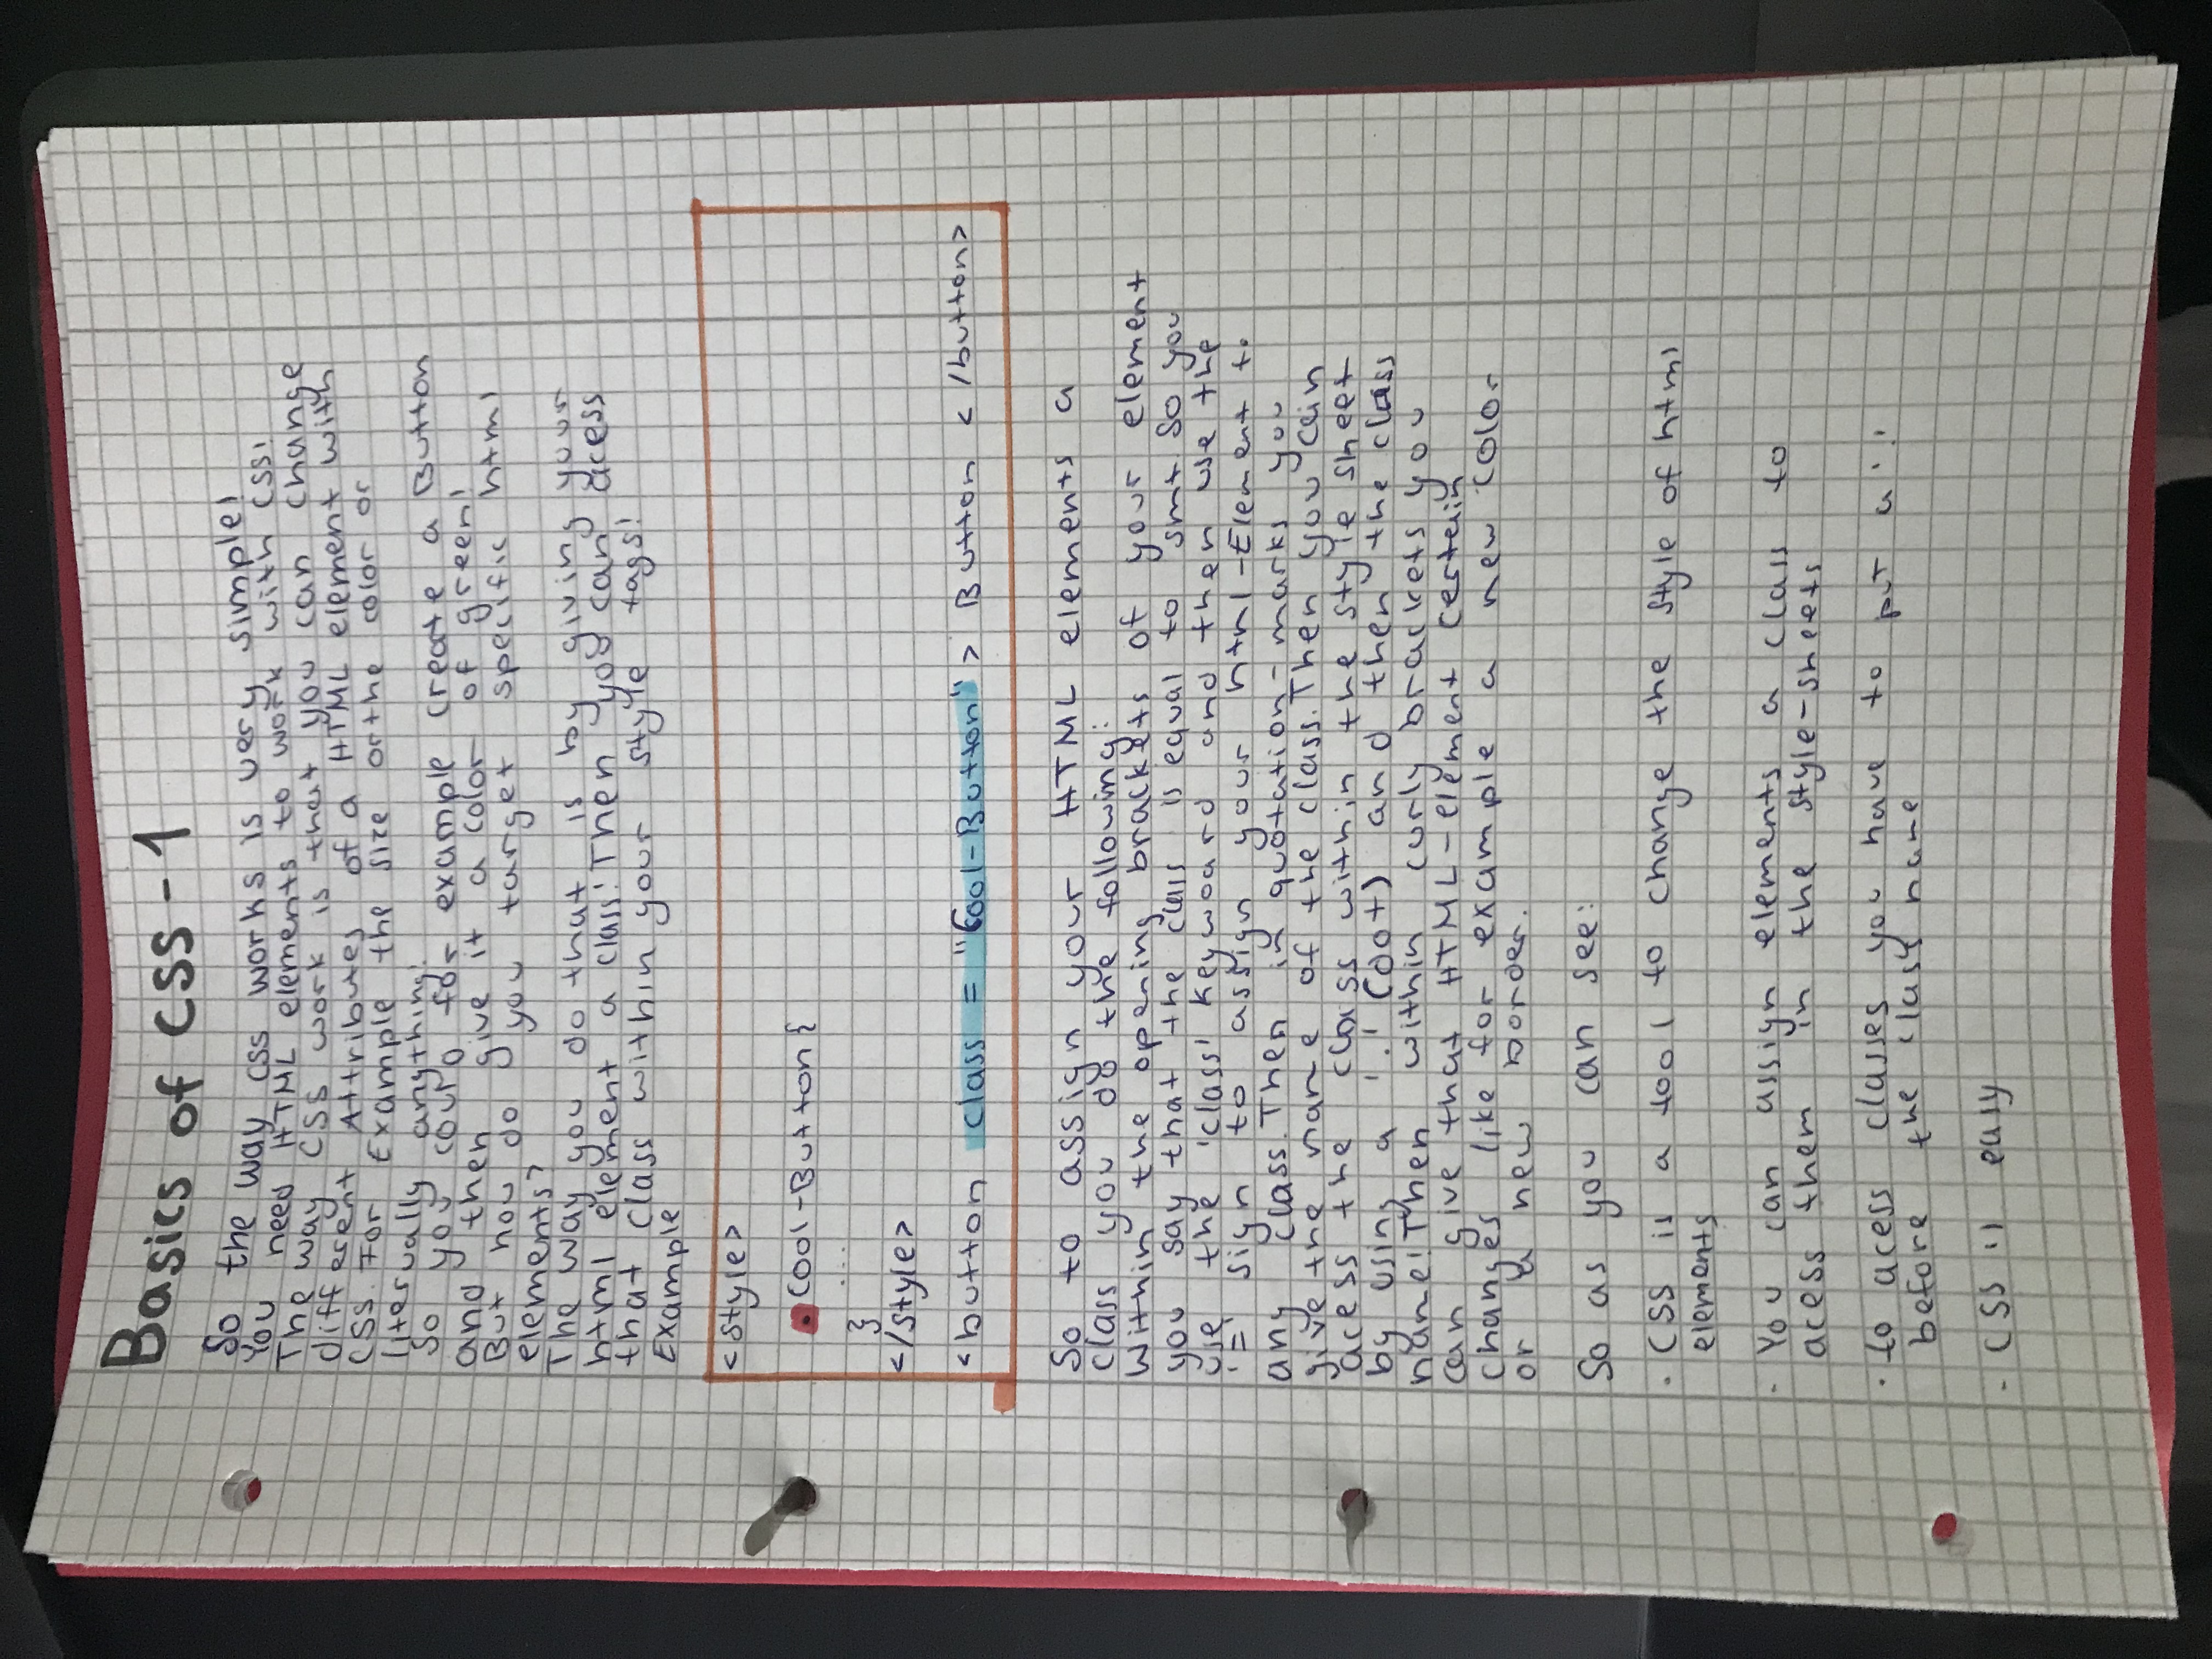 Basics of CSS - 1
So the way css works is very simple!
You need HTML elements to work with CSS!
The way CSS work is that you can change
different Attributes of a HTML element with
CSS. For Example the size or the color or
litterually anything!
So you could for example create a Button
and then give it a color of green!
But how do you target specific html
elements?
The way you do that is by giving your
html element a class! Then you can acess
that class within your style tags!
Example
<style>
.Cool-Button{
...
}
</style>
<button class = "Cool-Button"> Button </button>
So to assign your HTML elements a
class you do the following:
Within the opening brackets of your element
you say that the class is equal to smt. So you
use the 'class' keywoard and then use the
'=' sign to assign your html-Element to
any class. Then in quotation-marks you
give the name of the class. Then you can
acess the class within the style sheet
by using a '.' (dot) and then the class
name! Then within curly brackets you
can give that HTML-element certain
changes like for example a new color
or a new border.
So as you can see:
· CSS is a tool to change the style of html
elements
- You can assign elements a class to
acess them in the style-sheets
· to acess classes you have to put a '.'
before the class name
- CSS is easy